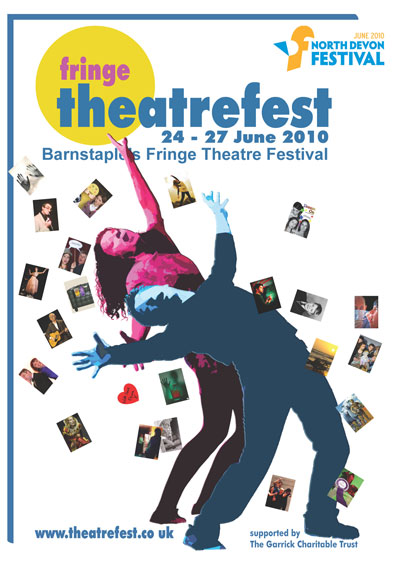 JUNE 2010
NORTH DEVON
FESTIVAL
fringe
theatrefest
24 - 27 June 2010
Barnstaple's Fringe Theatre Festival
www.theatrefest.co.uk
supported by
The Garrick Charitable Trust